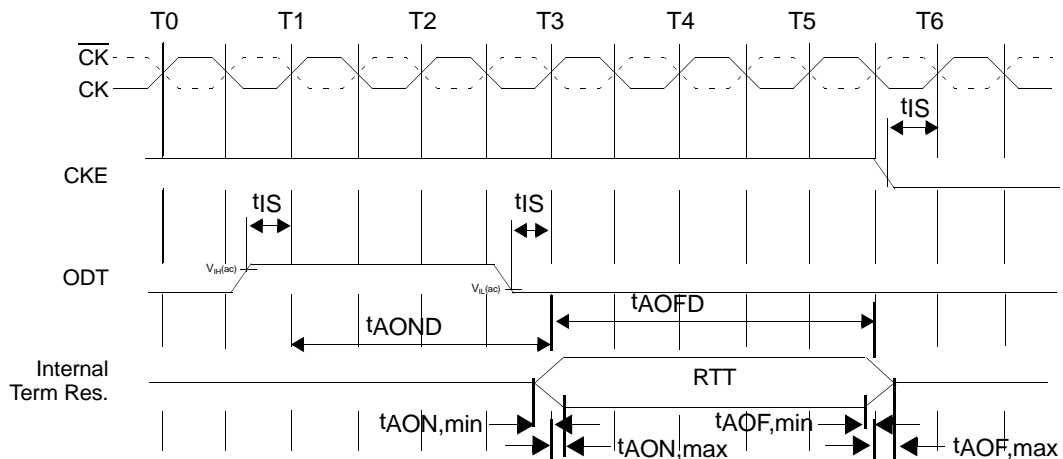 T0 T1 T2 T3 T4 T5 T6
CK
CK
tIS
CKE
tIS tIS
VIH(ac)
ODT
VIL(ac)
tAOND tAOFD
Internal
Term Res.
RTT
tAON,min tAOF,min
tAON,max tAOF,max